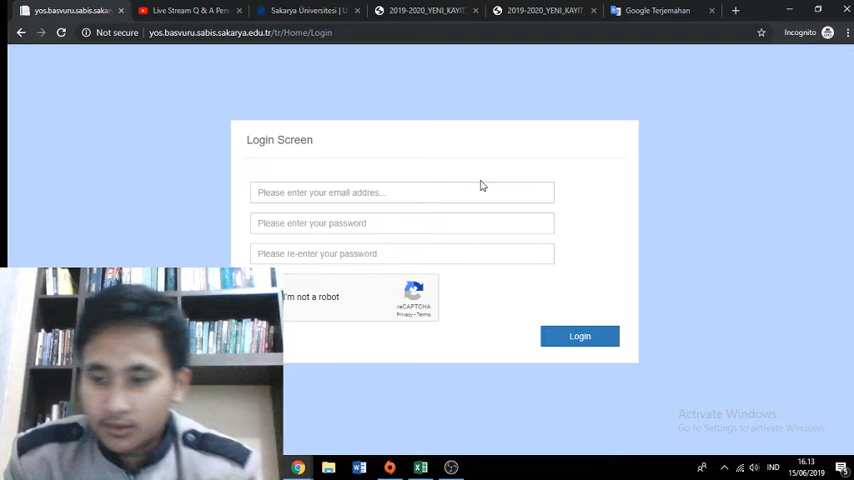 yos.basvuru.sabis.sakary
Live Stream Q & A Pen
Sakarya Üniversitesi | U
2019-2020_YENI_KAYIT
2019-2020_YENI_KAYIT
Google Terjemahan
Not secure
yos.basvuru.sabis.sakarya.edu.tr/tr/Home/Login
Incognito
Login Screen
Please enter your email addres...
Please enter your password
Please re-enter your password
I'm not a robot
reCAPTCHA
Privacy - Terms
Login
Activate Windows
Go to Settings to activate Windows.
IND
16.13
15/06/2019